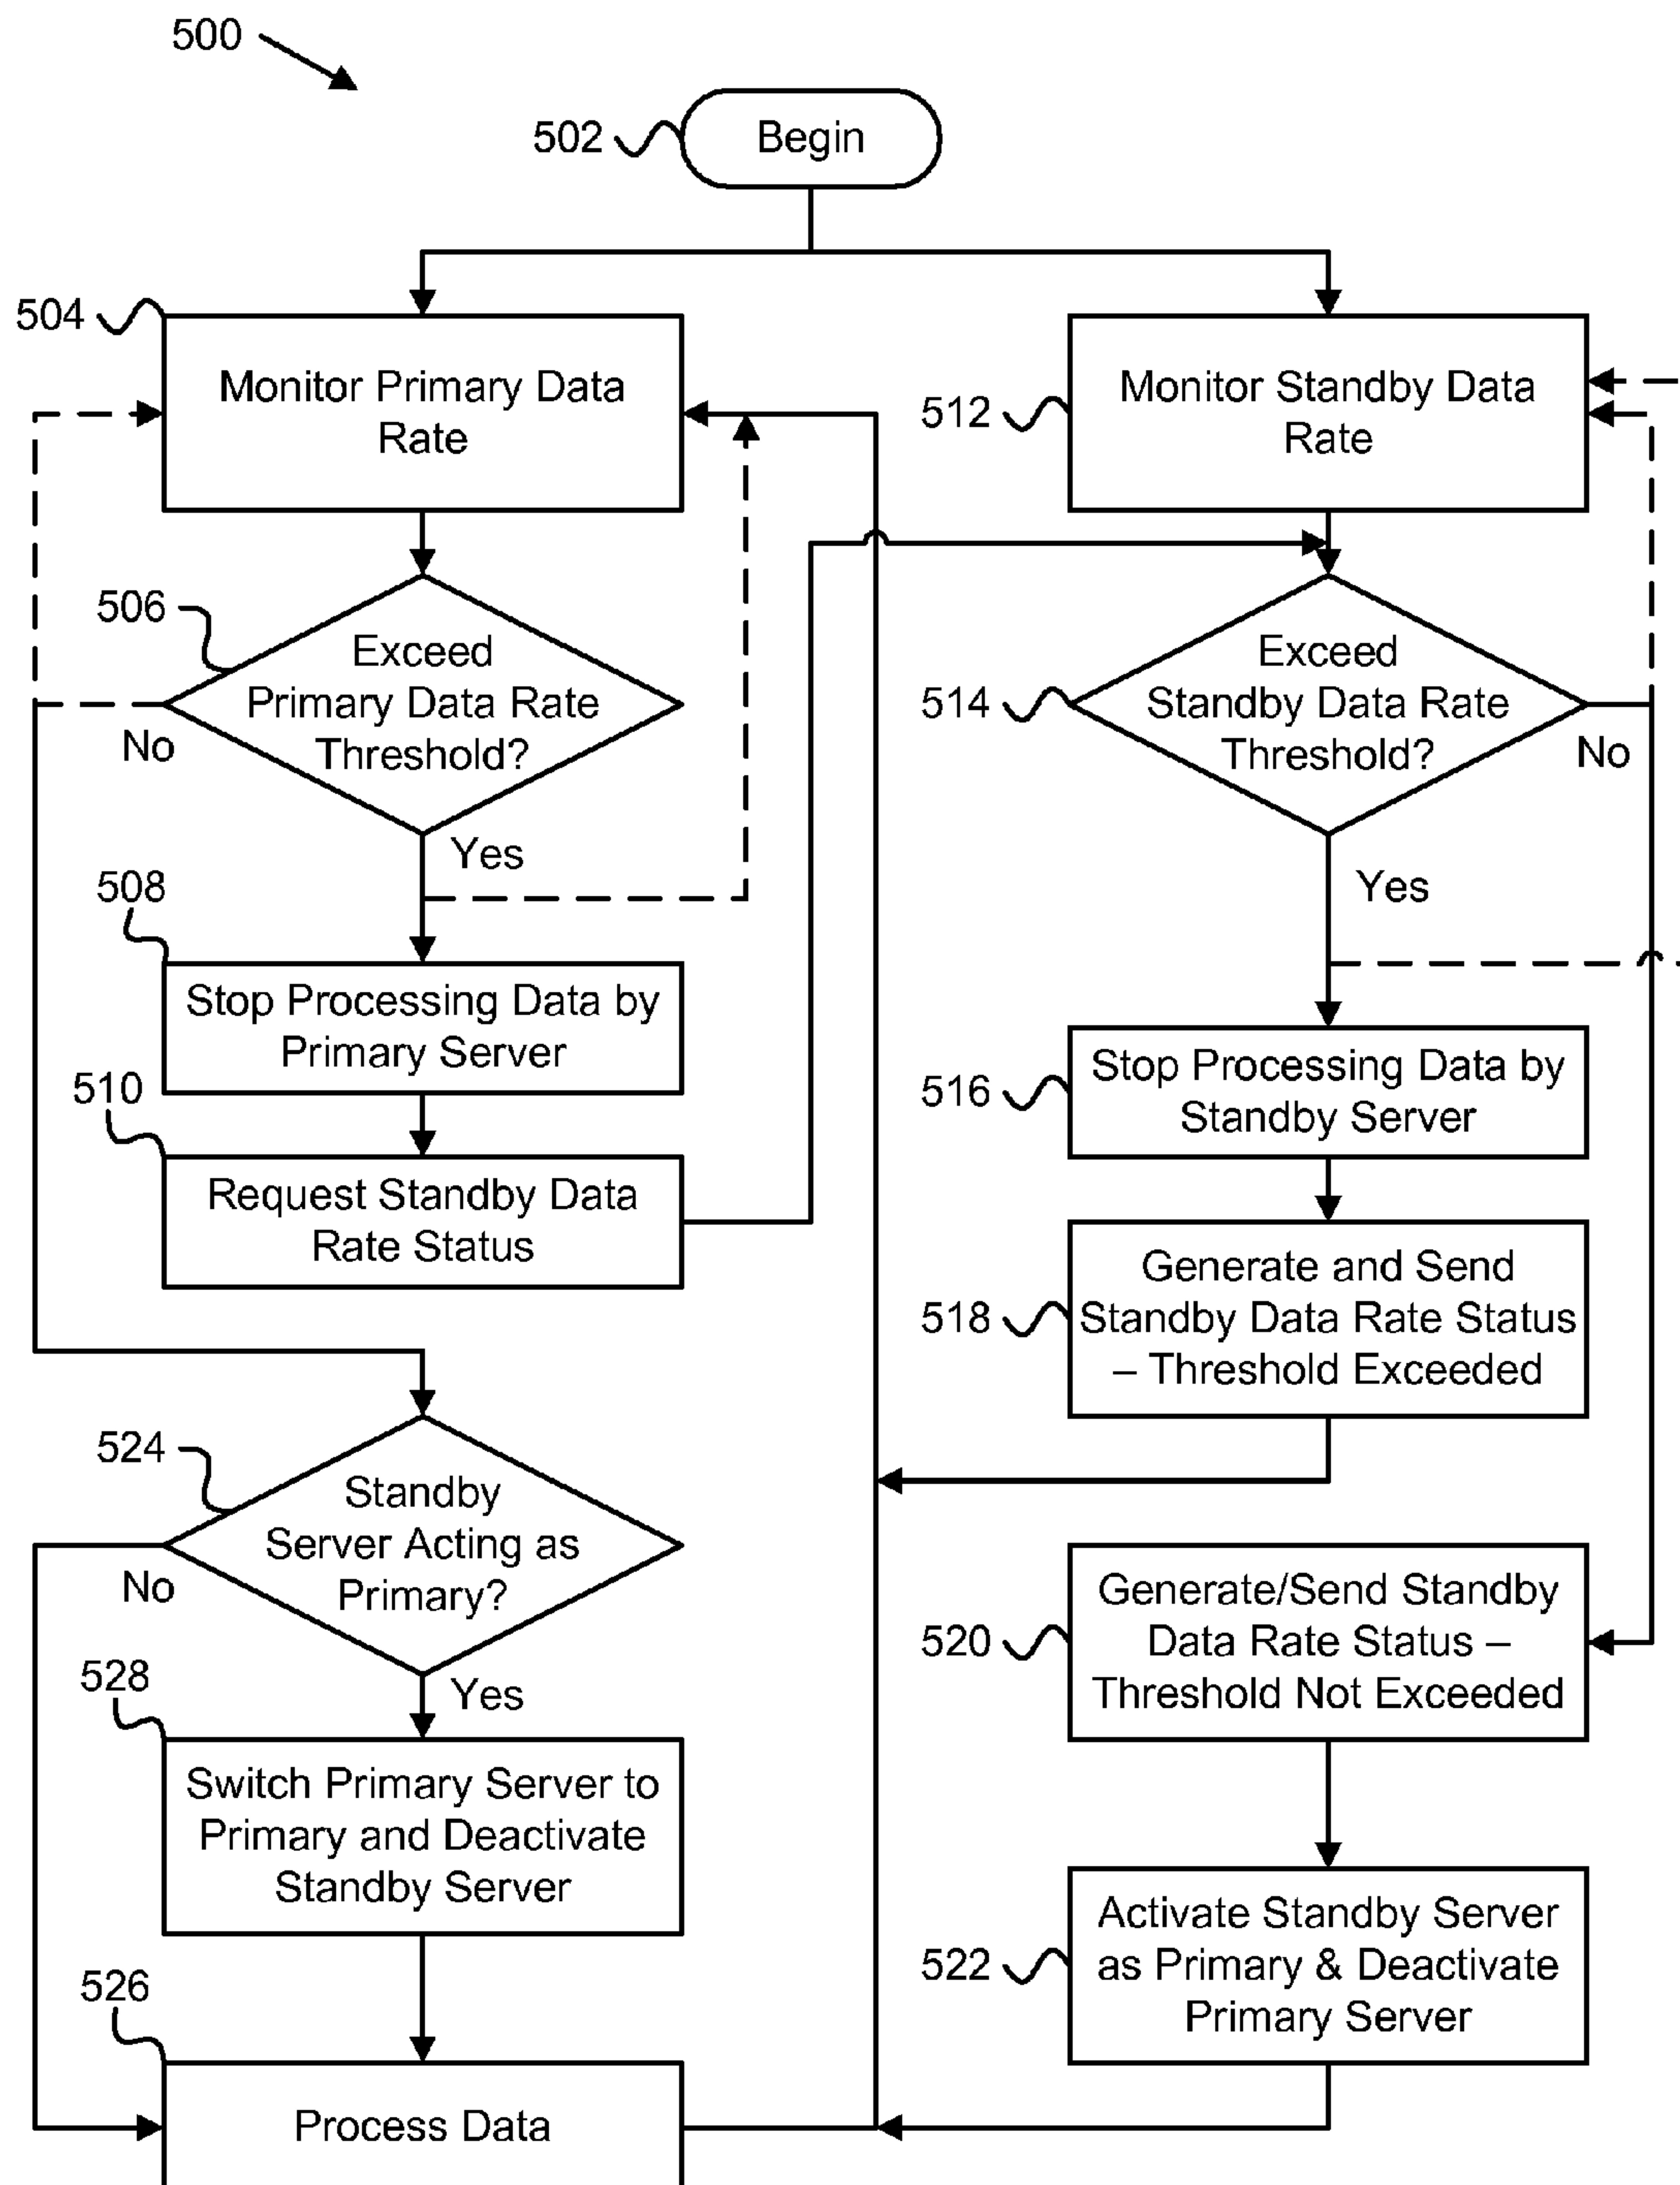 500
502
Begin
504
Monitor Primary Data
Rate
512
Monitor Standby Data
Rate
506
Exceed
Primary Data Rate
Threshold?
No
Yes
514
Exceed
Standby Data Rate
Threshold?
No
Yes
508
Stop Processing Data by
Primary Server
510
Request Standby Data
Rate Status
516
Stop Processing Data by
Standby Server
518
Generate and Send
Standby Data Rate Status
– Threshold Exceeded
524
Standby
Server Acting as
Primary?
No
Yes
520
Generate/Send Standby
Data Rate Status –
Threshold Not Exceeded
528
Switch Primary Server to
Primary and Deactivate
Standby Server
522
Activate Standby Server
as Primary & Deactivate
Primary Server
526
Process Data